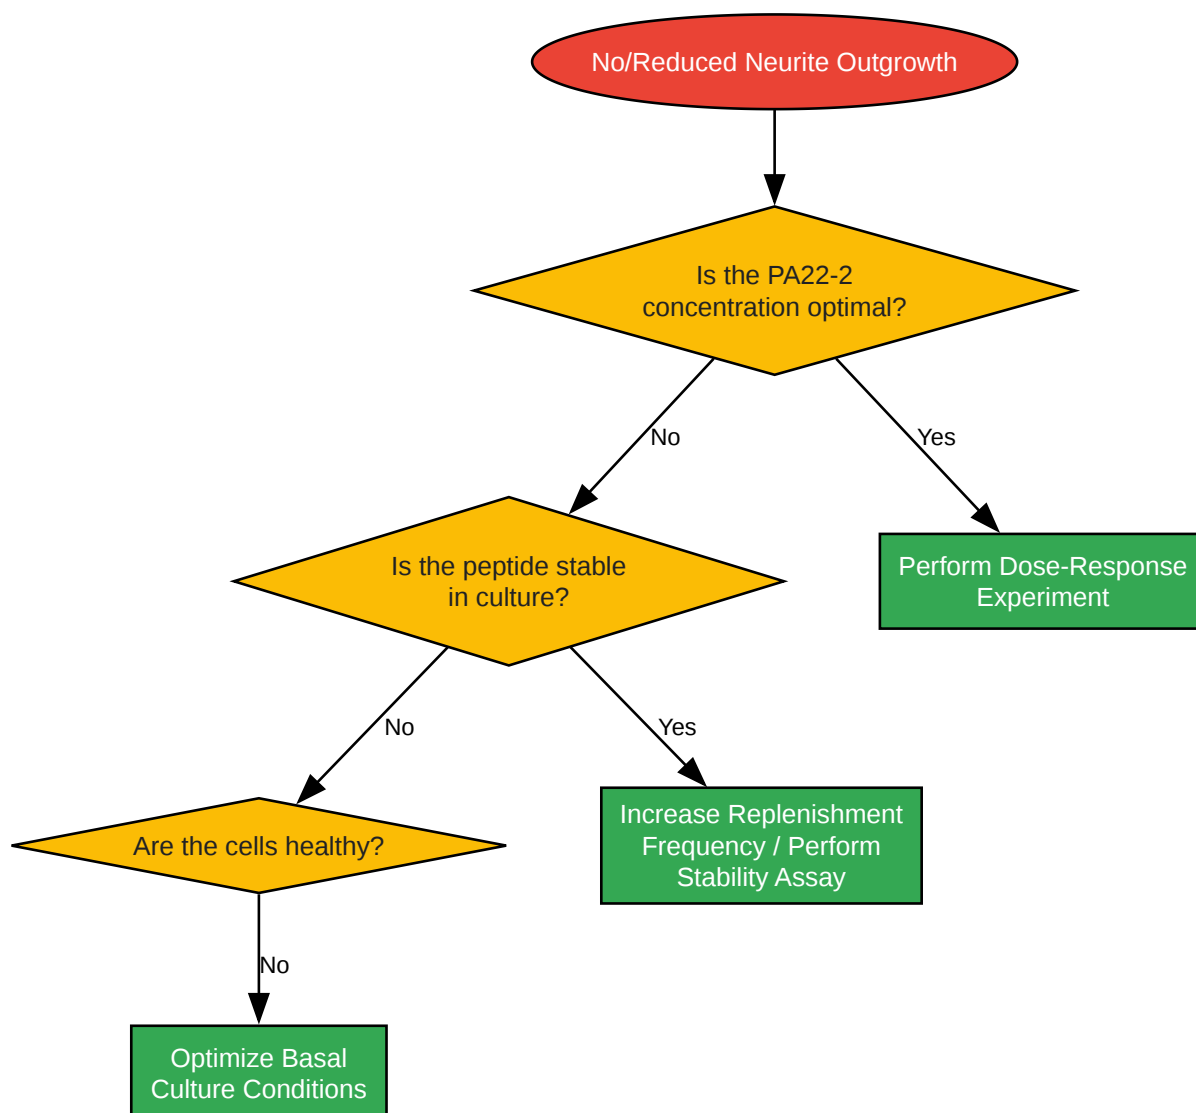 No/Reduced Neurite Outgrowth
Is the PA22-2
concentration optimal?
No
Yes
Is the peptide stable
in culture?
Perform Dose-Response
Experiment
No
Yes
Are the cells healthy?
Increase Replenishment
Frequency / Perform
Stability Assay
No
Optimize Basal
Culture Conditions